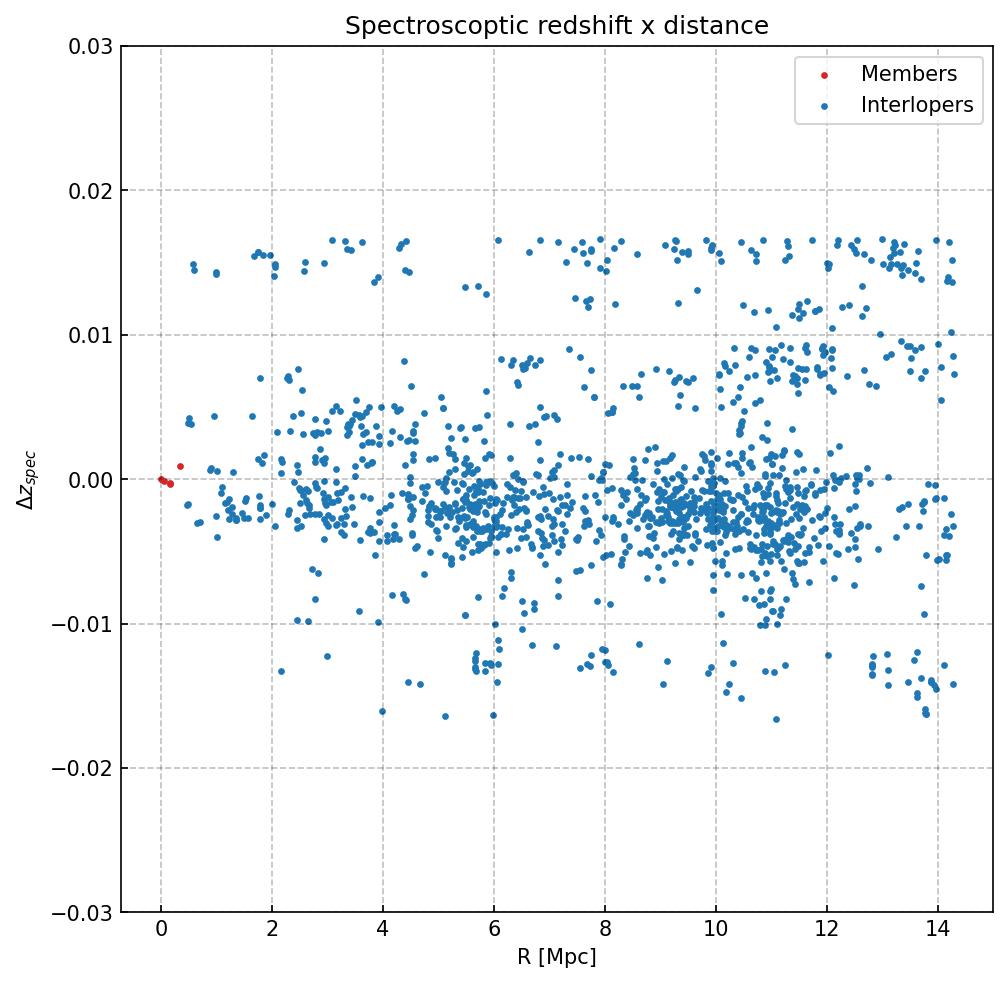 Spectroscoptic redshift x distance
Members
Interlopers
0.03
0.02
0.01
0.00
−0.01
−0.02
−0.03
Δz_spec
0 2 4 6 8 10 12 14
R [Mpc]